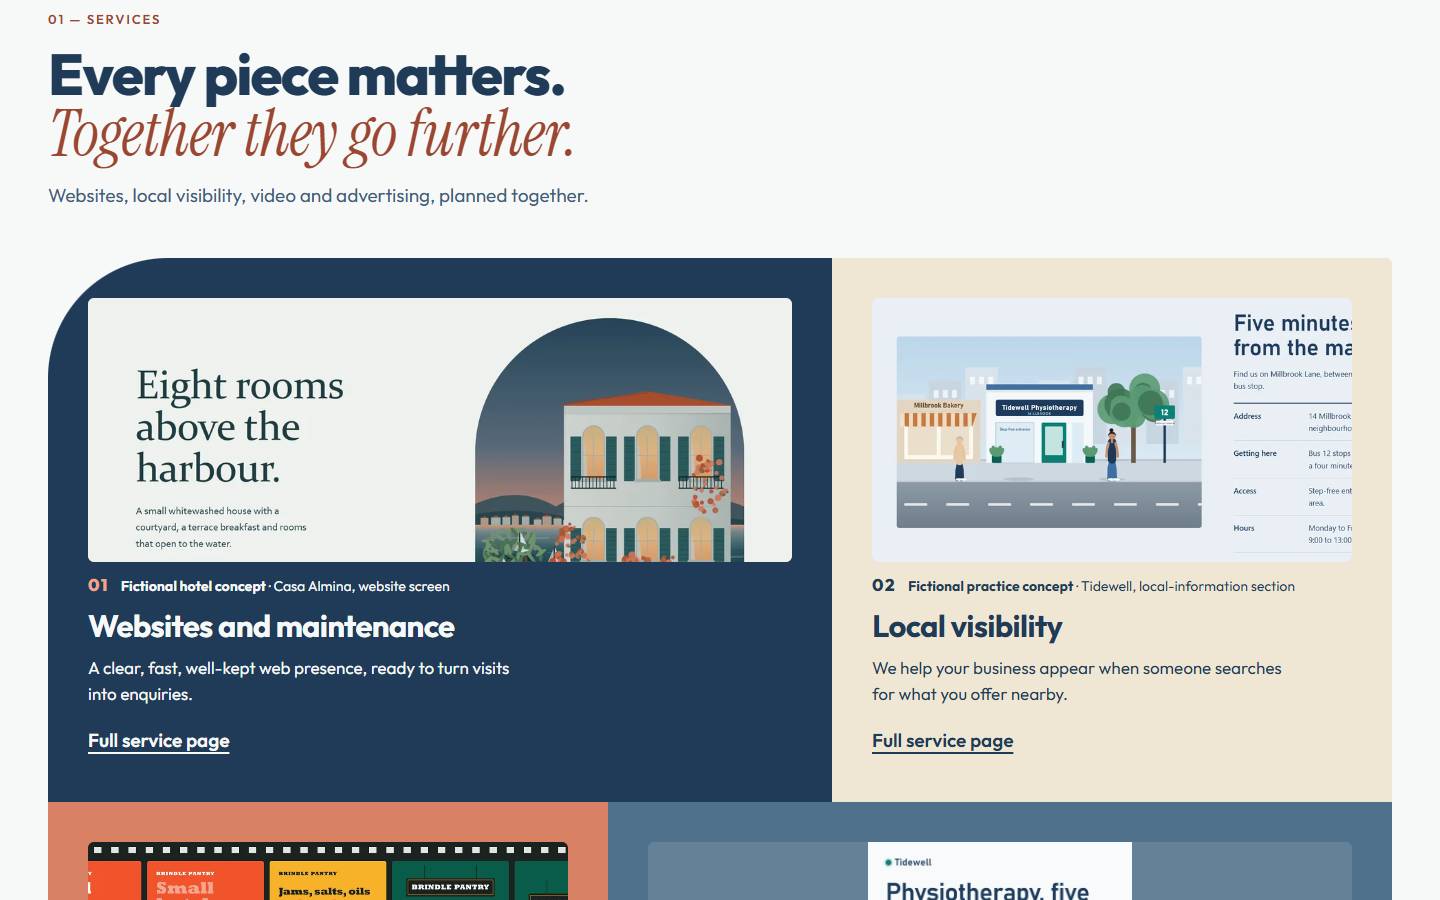 01 — SERVICES
Every piece matters.
Together they go further.
Websites, local visibility, video and advertising, planned together.
Eight rooms
above the
harbour.
A small whitewashed house with a
courtyard, a terrace breakfast and rooms
that open to the water.
01 Fictional hotel concept · Casa Almina, website screen
Websites and maintenance
A clear, fast, well-kept web presence, ready to turn visits
into enquiries.
Full service page
Millbrook Bakery
Tidewell Physiotherapy
12
Five minutes
from the ma
Find us on Millbrook Lane, between
bus stop.
Address
14 Millbrook
neighbourho
Getting here
Bus 12 stops
a four minute
Access
Step-free ent
area.
Hours
Monday to Fr
9:00 to 13:00
02 Fictional practice concept · Tidewell, local-information section
Local visibility
We help your business appear when someone searches
for what you offer nearby.
Full service page
BRINDLE PANTRY
Small
BRINDLE PANTRY
Jams, salts, oils
BRINDLE PANTRY
Tidewell
Physiotherapy, five